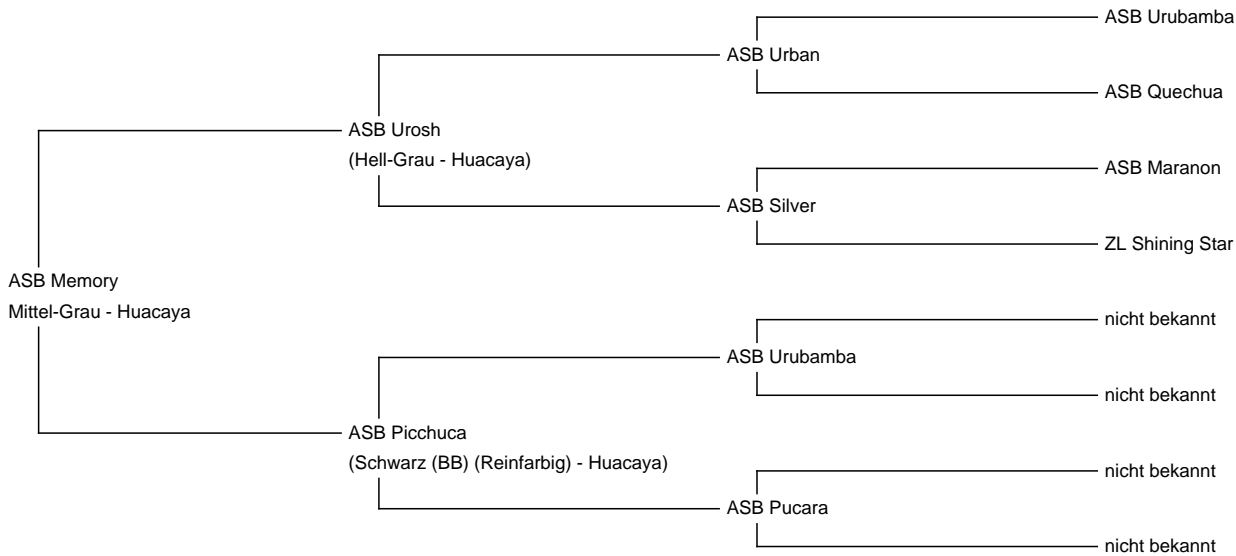 ASB Urubamba
ASB Urban
ASB Quechua
ASB Urosh
(Hell-Grau - Huacaya)
ASB Maranon
ASB Silver
ZL Shining Star
ASB Memory
Mittel-Grau - Huacaya
nicht bekannt
ASB Urubamba
nicht bekannt
ASB Picchuca
(Schwarz (BB) (Reinfarbig) - Huacaya)
nicht bekannt
ASB Pucara
nicht bekannt